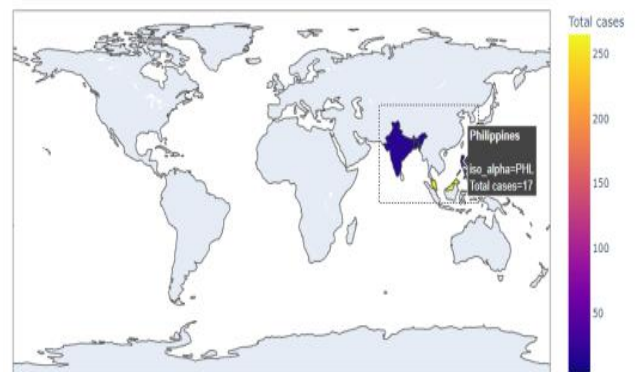 Total cases
250
200
150
100
50
Philippines
iso_alpha=PHL
Total cases=17